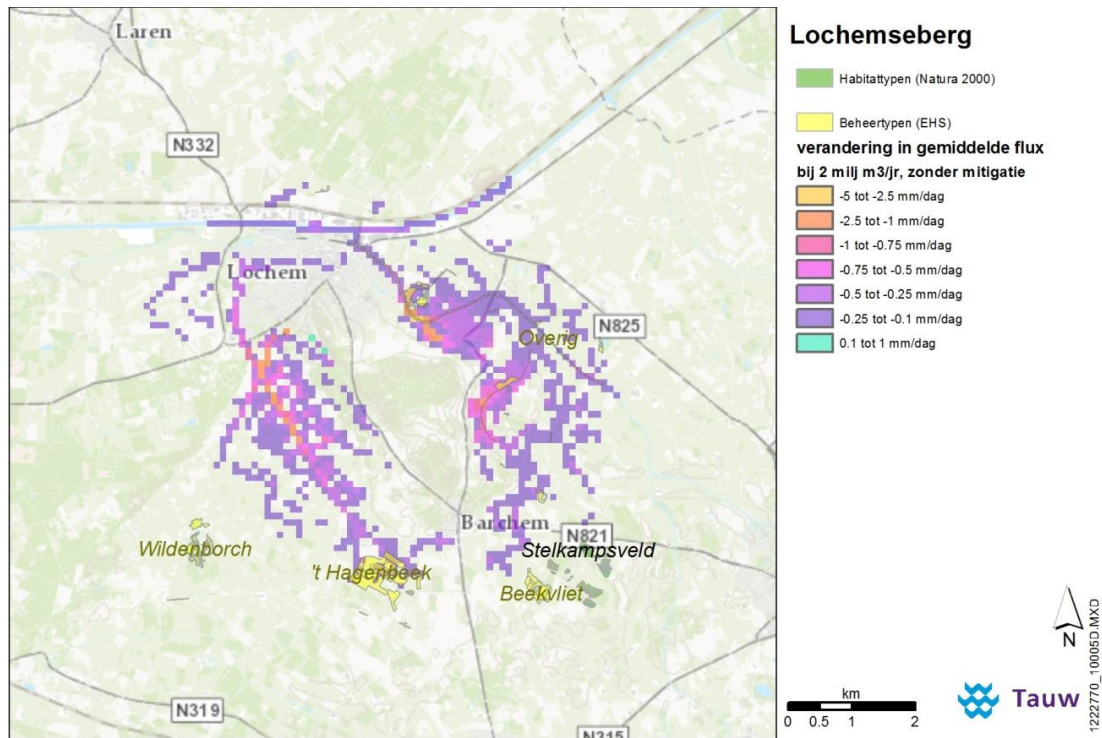 Laren
N332
Lochem
N825
Overig
Barchem
N821
Wildenborch
Stelkampsveld
't Hagenbeek
Beekvliet
N319
N315
Lochemseberg
Habitattypen (Natura 2000)
Beheertypen (EHS)
verandering in gemiddelde flux
bij 2 milj m3/jr, zonder mitigatie
-5 tot -2.5 mm/dag
-2.5 tot -1 mm/dag
-1 tot -0.75 mm/dag
-0.75 tot -0.5 mm/dag
-0.5 tot -0.25 mm/dag
-0.25 tot -0.1 mm/dag
0.1 tot 1 mm/dag
N
km
0 0.5 1 2
Tauw
1222770_10005D.MXD